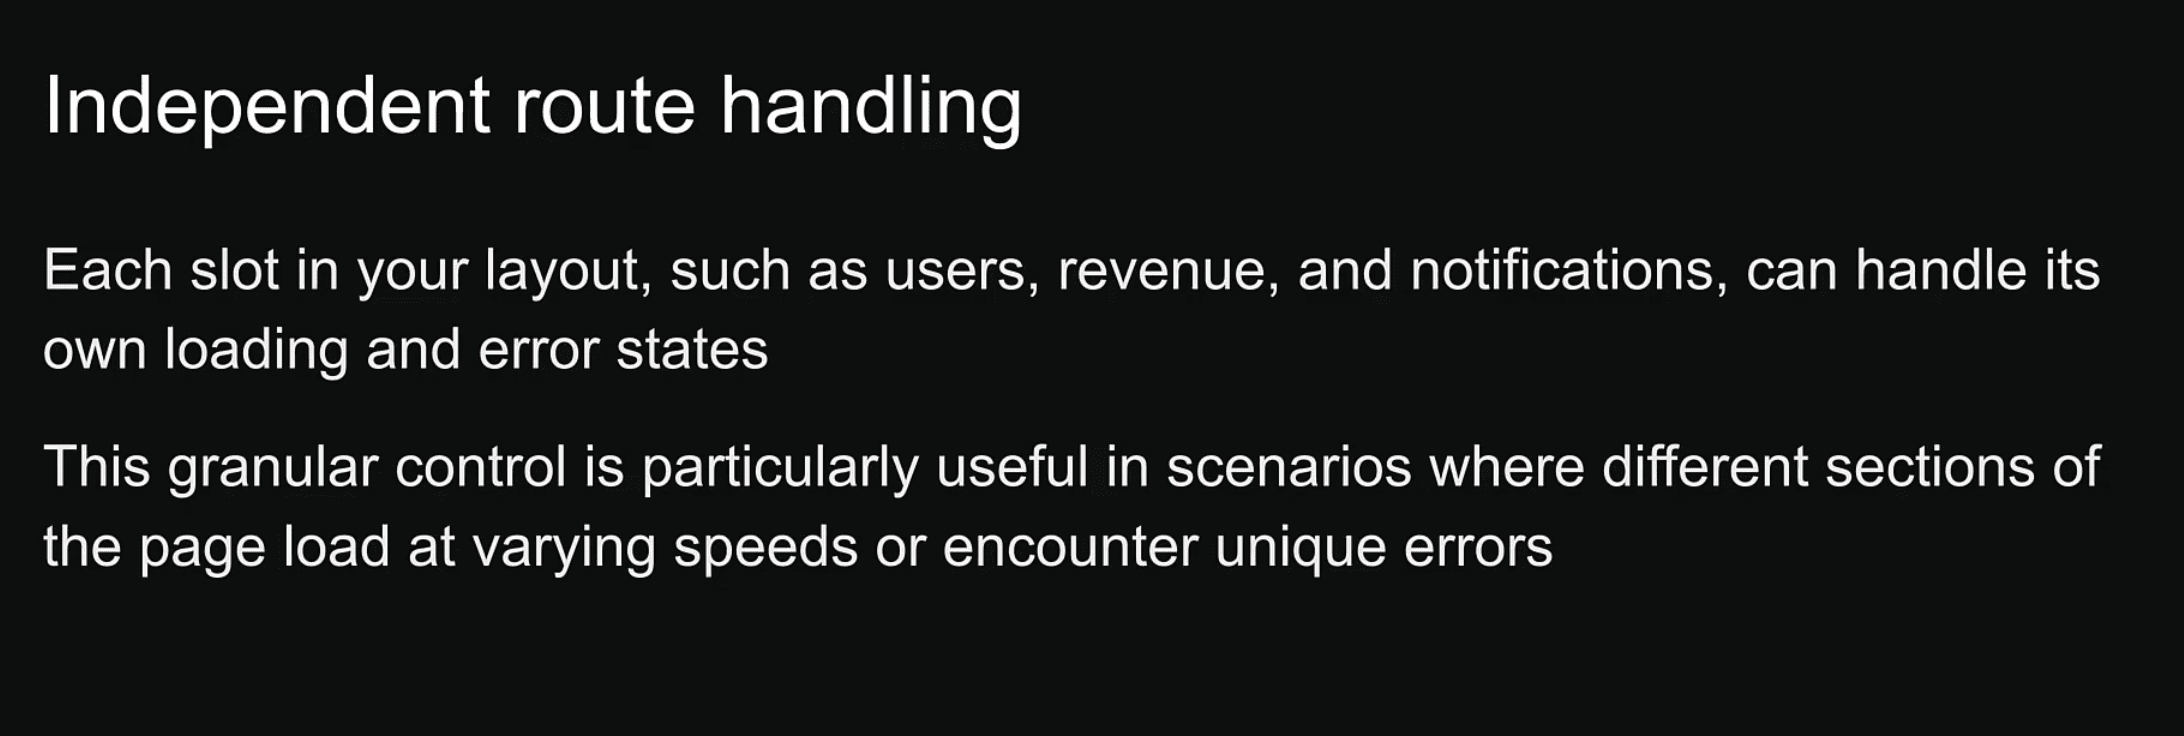 Independent route handling
Each slot in your layout, such as users, revenue, and notifications, can handle its
own loading and error states
This granular control is particularly useful in scenarios where different sections of
the page load at varying speeds or encounter unique errors